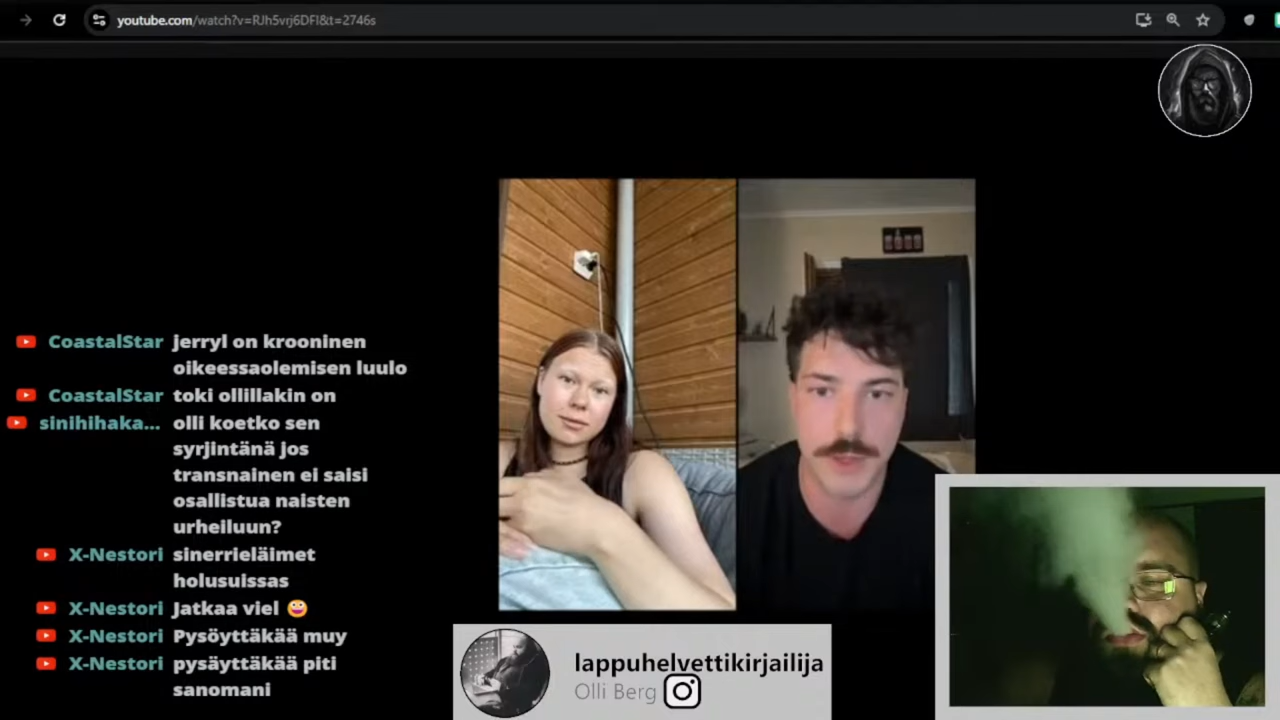 youtube.com/watch?v=RJh5vrj6DFI&t=2746s
CoastalStar jerryl on krooninen
oikeessaolemisen luulo
CoastalStar toki ollillakin on
sinihihaka... olli koetko sen
syrjintänä jos
transnainen ei saisi
osallistua naisten
urheiluun?
X-Nestori sinerrieläimet
holusuissas
X-Nestori Jatkaa viel
X-Nestori Pysöyttäkää muy
X-Nestori pysäyttäkää piti
sanomani
lappuhelvettikirjailija
Olli Berg